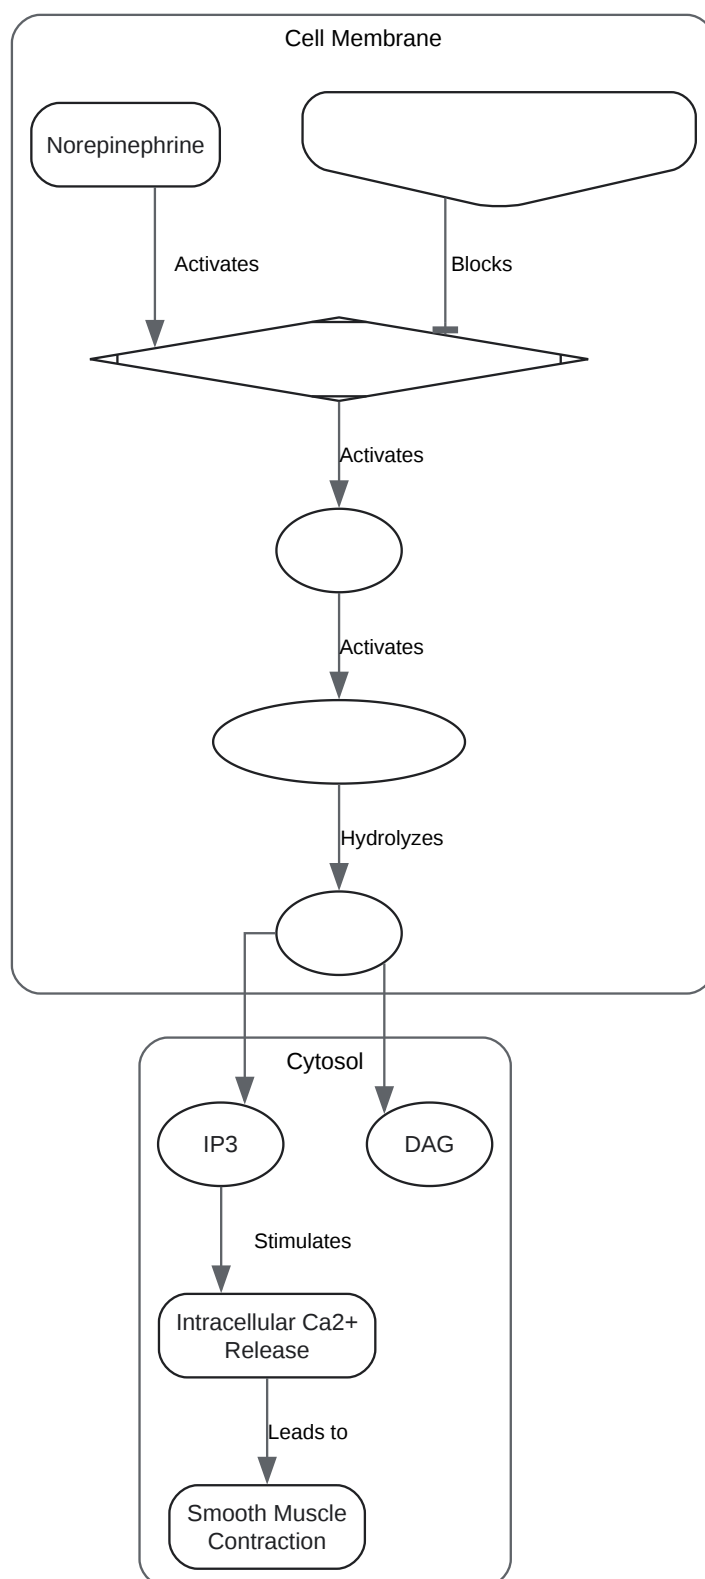 Cell Membrane
Norepinephrine
Activates
Blocks
Activates
Activates
Hydrolyzes
Cytosol
IP3
DAG
Stimulates
Intracellular Ca2+
Release
Leads to
Smooth Muscle
Contraction